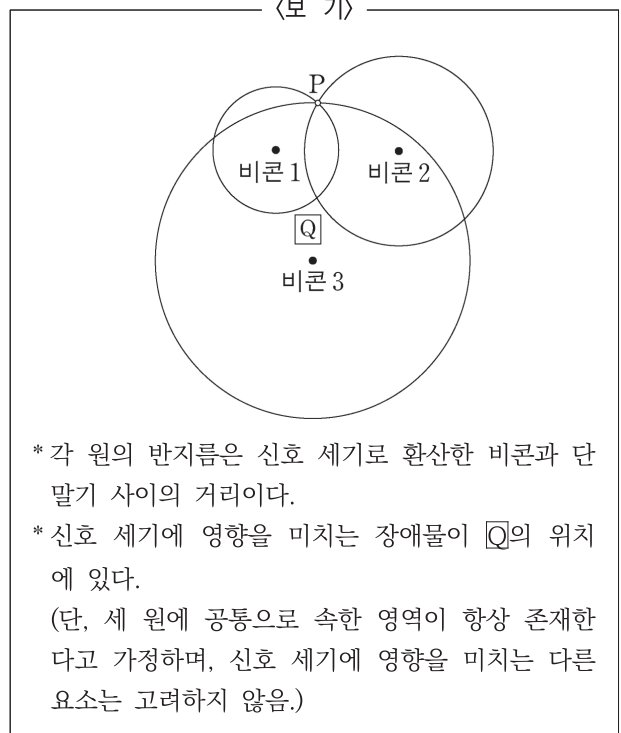 〈보 기〉
P
비콘 1
비콘 2
Q
비콘 3
* 각 원의 반지름은 신호 세기로 환산한 비콘과 단
말기 사이의 거리이다.
* 신호 세기에 영향을 미치는 장애물이 Q의 위치
에 있다.
(단, 세 원에 공통으로 속한 영역이 항상 존재한
다고 가정하며, 신호 세기에 영향을 미치는 다른
요소는 고려하지 않음.)